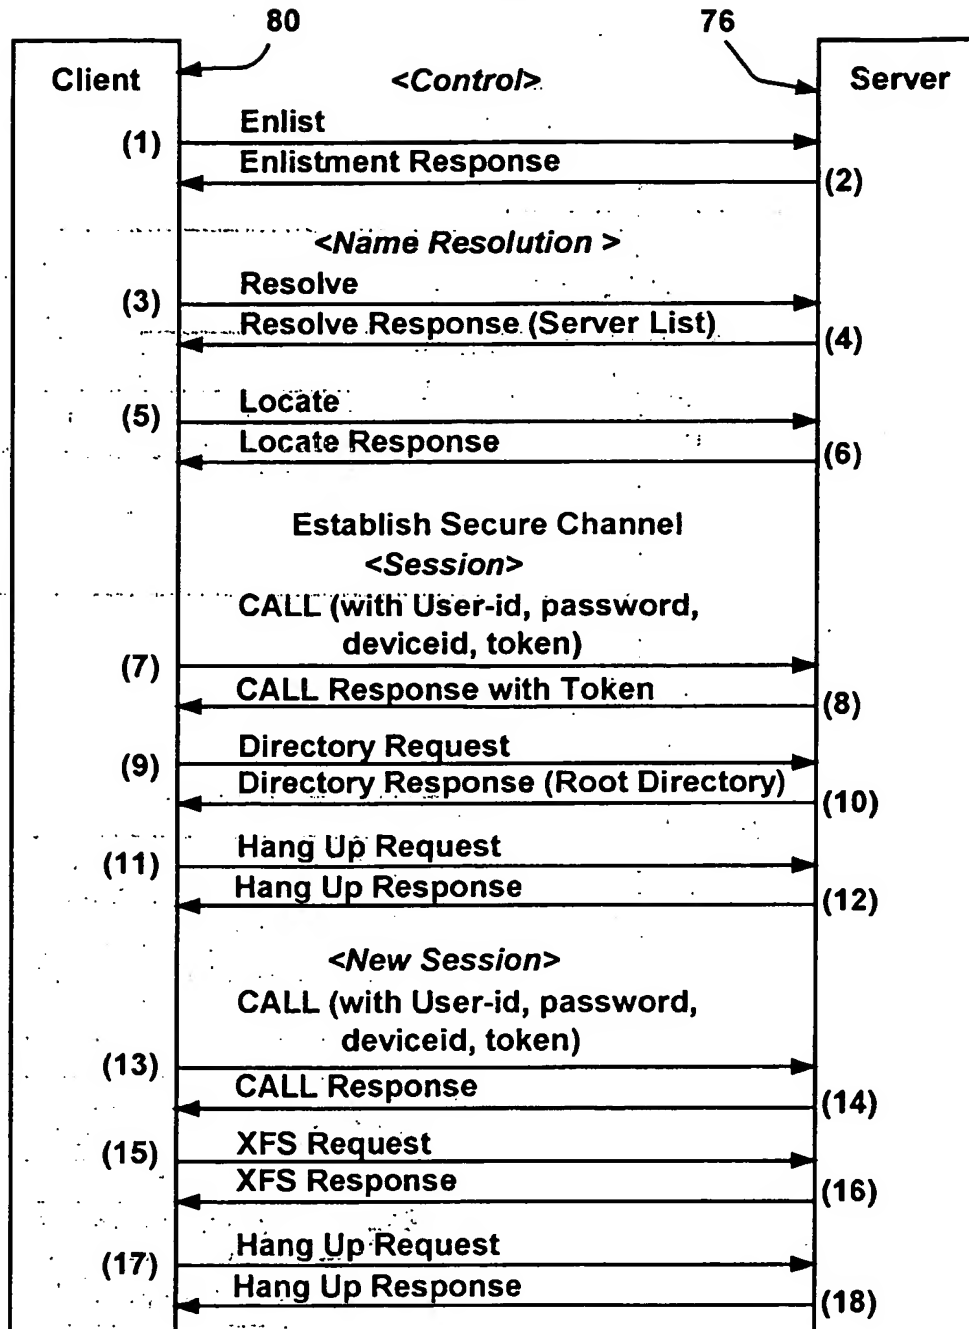 80
76
Client
<Control>
Server
Enlist
(1)
Enlistment Response
(2)
<Name Resolution >
Resolve
(3)
Resolve Response (Server List)
(4)
Locate
(5)
Locate Response
(6)
Establish Secure Channel
<Session>
CALL (with User-id, password,
deviceid, token)
(7)
CALL Response with Token
(8)
Directory Request
(9)
Directory Response (Root Directory)
(10)
Hang Up Request
(11)
Hang Up Response
(12)
<New Session>
CALL (with User-id, password,
deviceid, token)
(13)
CALL Response
(14)
XFS Request
(15)
XFS Response
(16)
Hang Up Request
(17)
Hang Up Response
(18)